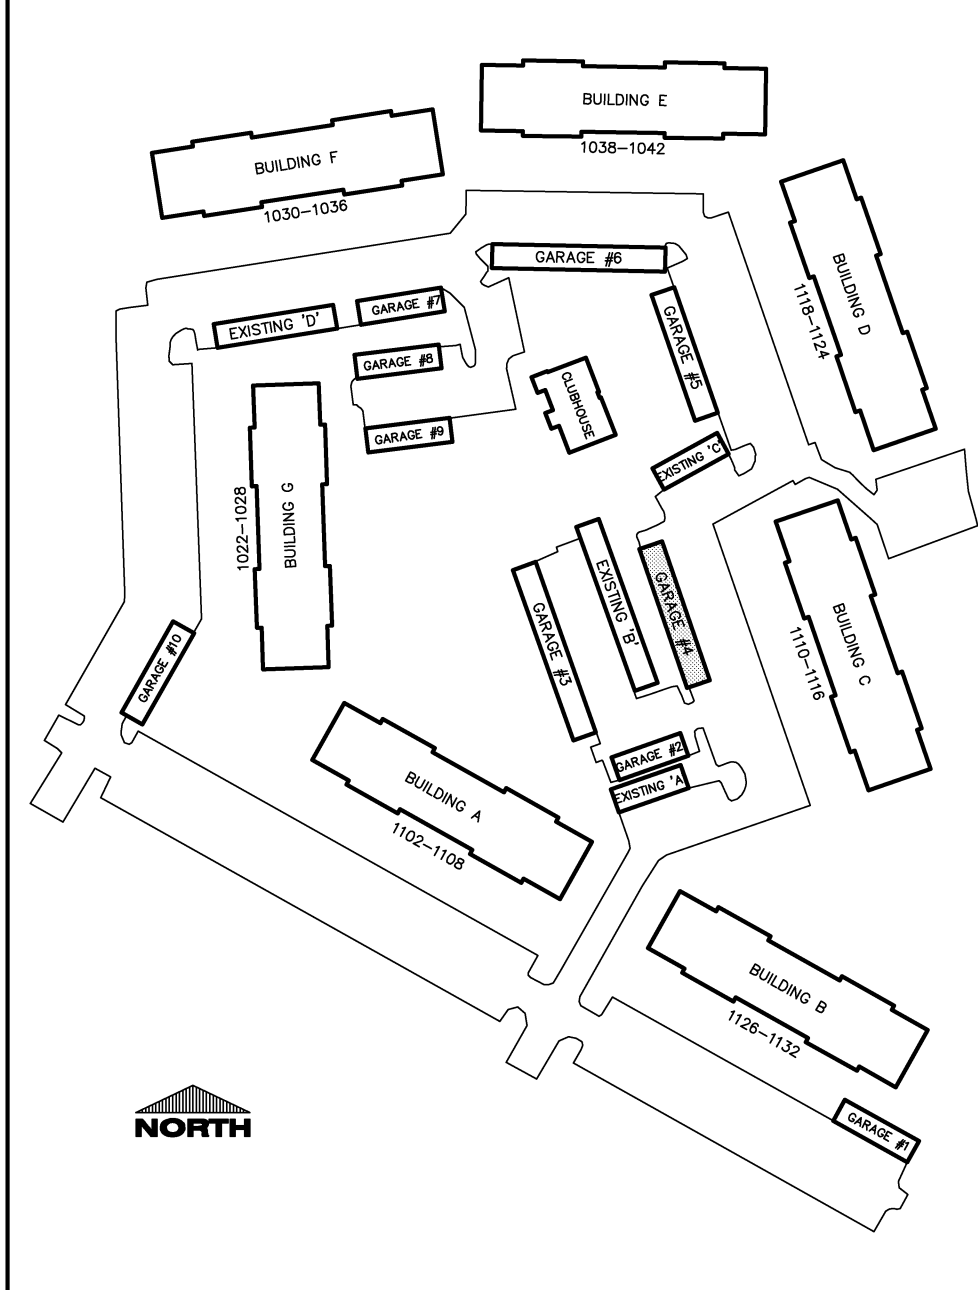 BUILDING E
1038-1042
BUILDING F
1030-1036
GARAGE #6
BUILDING D
1118-1124
GARAGE #7
EXISTING 'D'
GARAGE #5
GARAGE #8
CLUBHOUSE
GARAGE #9
EXISTING 'C'
BUILDING G
1022-1028
EXISTING 'B'
GARAGE #4
GARAGE #3
BUILDING C
1110-1116
GARAGE #10
GARAGE #2
EXISTING 'A
BUILDING A
1102-1108
BUILDING B
1126-1132
GARAGE #1
NORTH